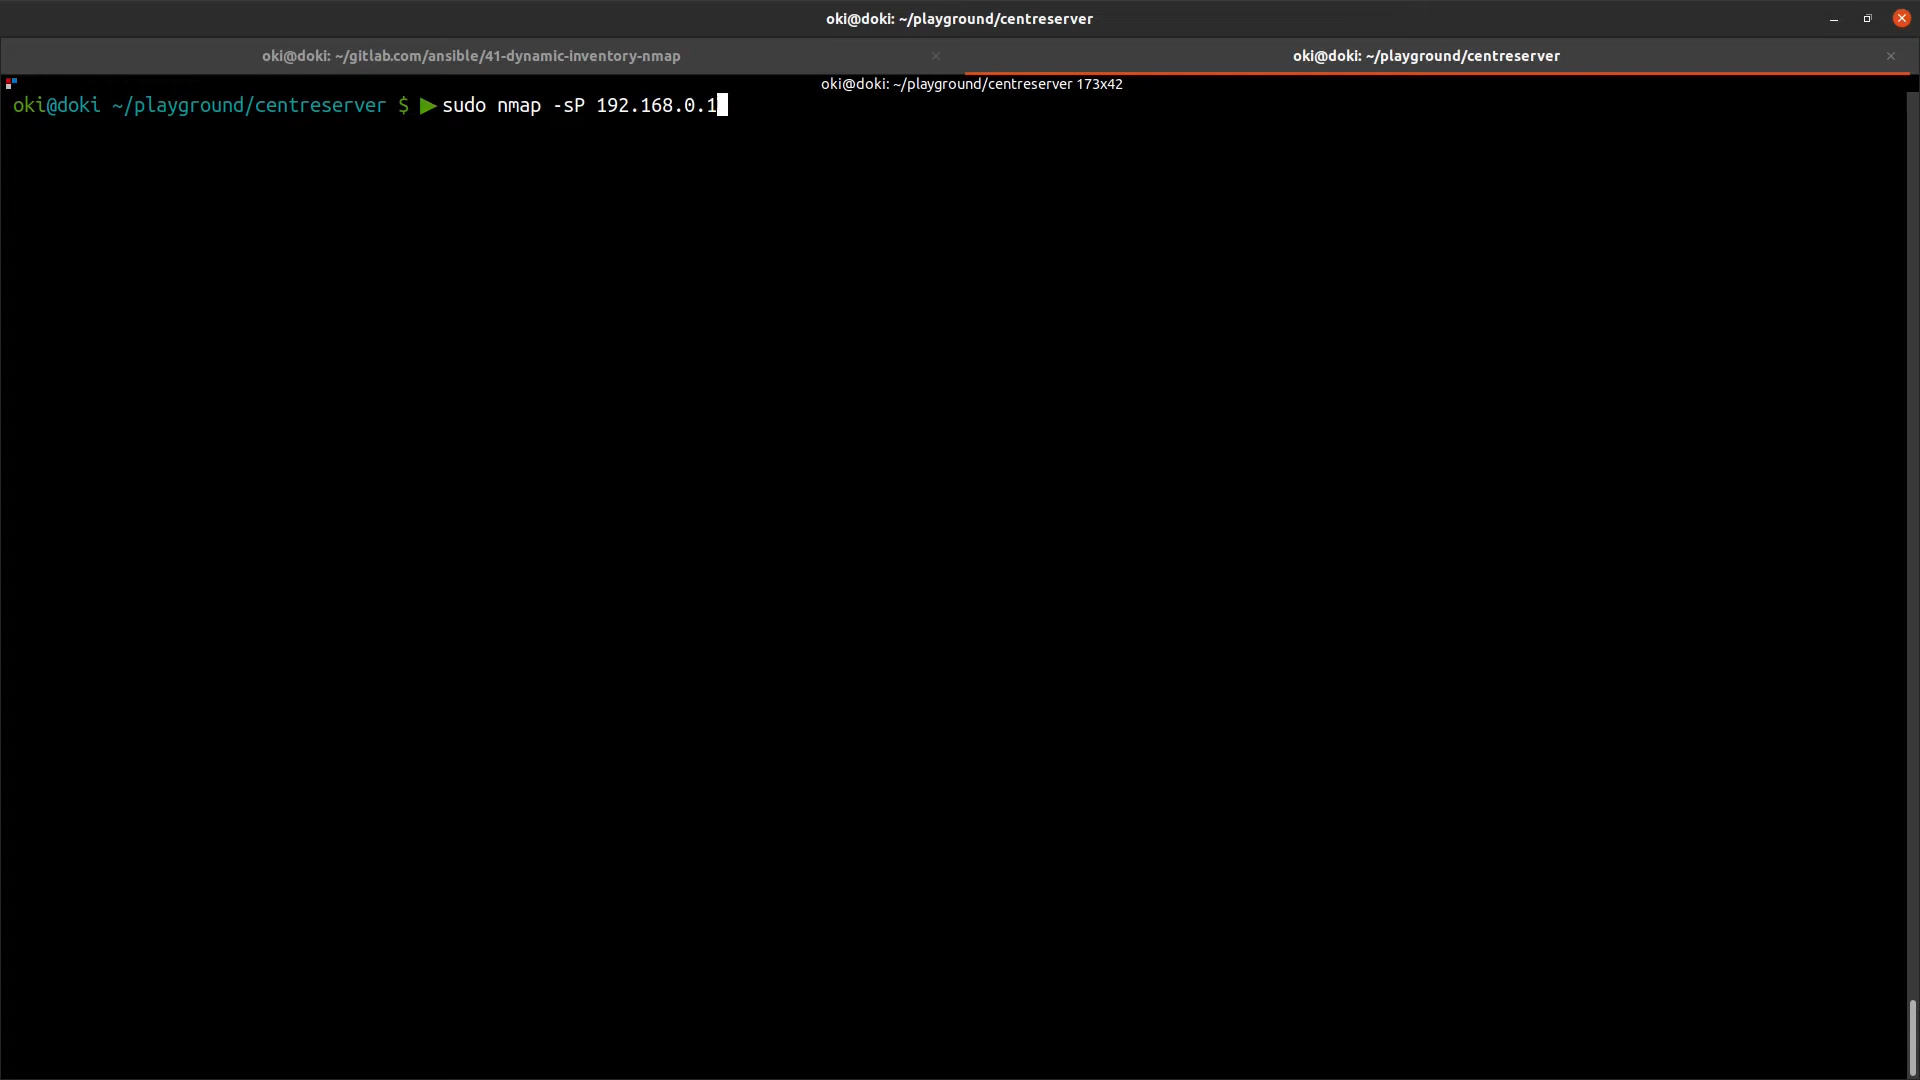 oki@doki: ~/playground/centreserver
oki@doki: ~/gitlab.com/ansible/41-dynamic-inventory-nmap
oki@doki: ~/playground/centreserver
oki@doki: ~/playground/centreserver 173x42
oki@doki ~/playground/centreserver $ ▶ sudo nmap -sP 192.168.0.1